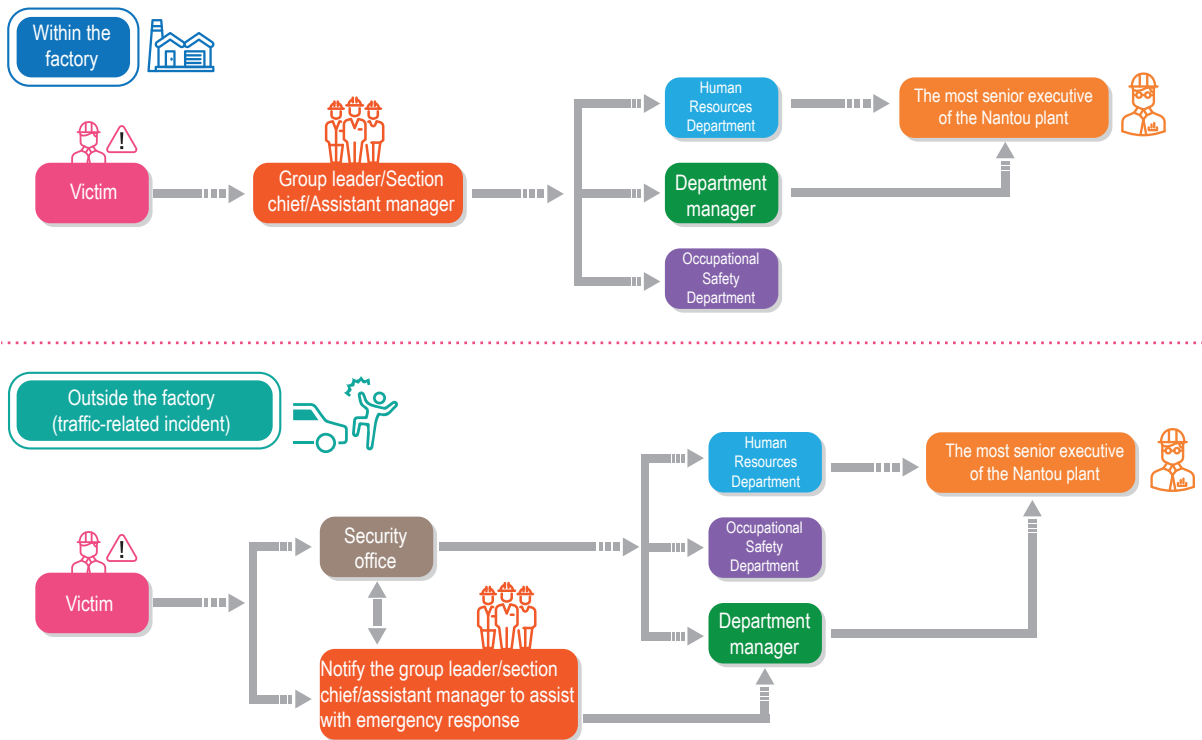 Within the
factory
Victim
!
Group leader/Section
chief/Assistant manager
Human
Resources
Department
The most senior executive
of the Nantou plant
Department
manager
Occupational
Safety
Department
Outside the factory
(traffic-related incident)
Victim
!
Security
office
Notify the group leader/section
chief/assistant manager to assist
with emergency response
Human
Resources
Department
The most senior executive
of the Nantou plant
Occupational
Safety
Department
Department
manager